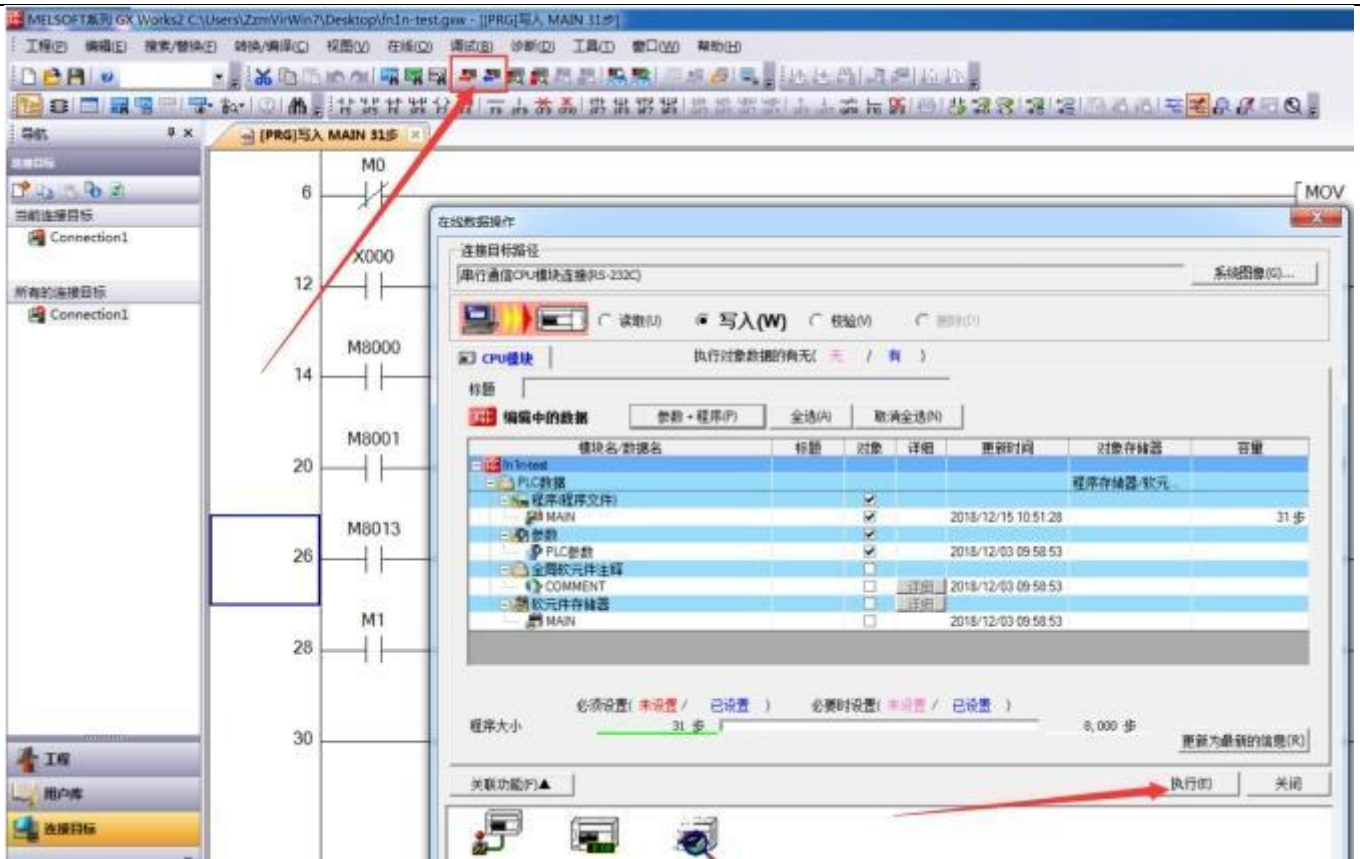 MELSOFT系列 GX Works2 C:\Users\ZzmVirWin7\Desktop\fn1n-test.gxw - [[PRG]写入 MAIN 31步]
工程(P) 编辑(E) 搜索/替换(F) 转换/编译(C) 视图(V) 在线(O) 调试(B) 诊断(D) 工具(T) 窗口(W) 帮助(H)
导航
[PRG]写入 MAIN 31步
连接目标
当前连接目标
Connection1
所有的连接目标
Connection1
工程
用户库
连接目标
M0
6
[MOV
X000
12
M8000
14
M8001
20
M8013
26
M1
28
30
在线数据操作
连接目标路径
串行通信CPU模块连接(RS-232C)
系统图像(G)...
读取(U) 写入(W) 校验(V) 删除(D)
CPU模块
执行对象数据的有无( 无 / 有 )
标题
编辑中的数据 参数+程序(P) 全选(A) 取消全选(N)
模块名/数据名 标题 对象 详细 更新时间 对象存储器 容量
fn1n-test
PLC数据 程序存储器/软元...
程序(程序文件)
MAIN 2018/12/15 10:51:28 31 步
参数
PLC参数 2018/12/03 09:58:53
全局软元件注释
COMMENT 详细 2018/12/03 09:58:53
软元件存储器 详细
MAIN 2018/12/03 09:58:53
必须设置( 未设置 / 已设置 ) 必要时设置( 未设置 / 已设置 )
程序大小 31 步 8,000 步
更新为最新的信息(R)
关联功能(F)▲
执行(E) 关闭